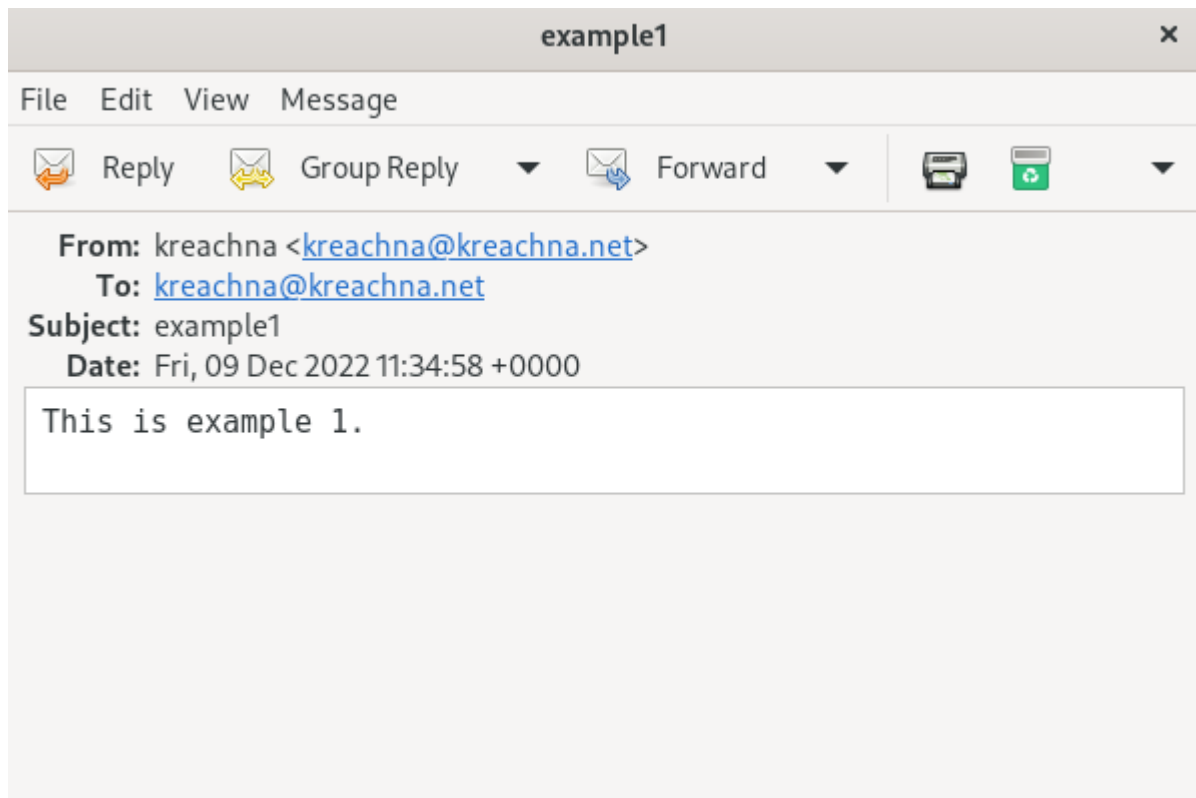 example1 ×
File Edit View Message
Reply Group Reply Forward
From: kreachna <kreachna@kreachna.net>
To: kreachna@kreachna.net
Subject: example1
Date: Fri, 09 Dec 2022 11:34:58 +0000
This is example 1.